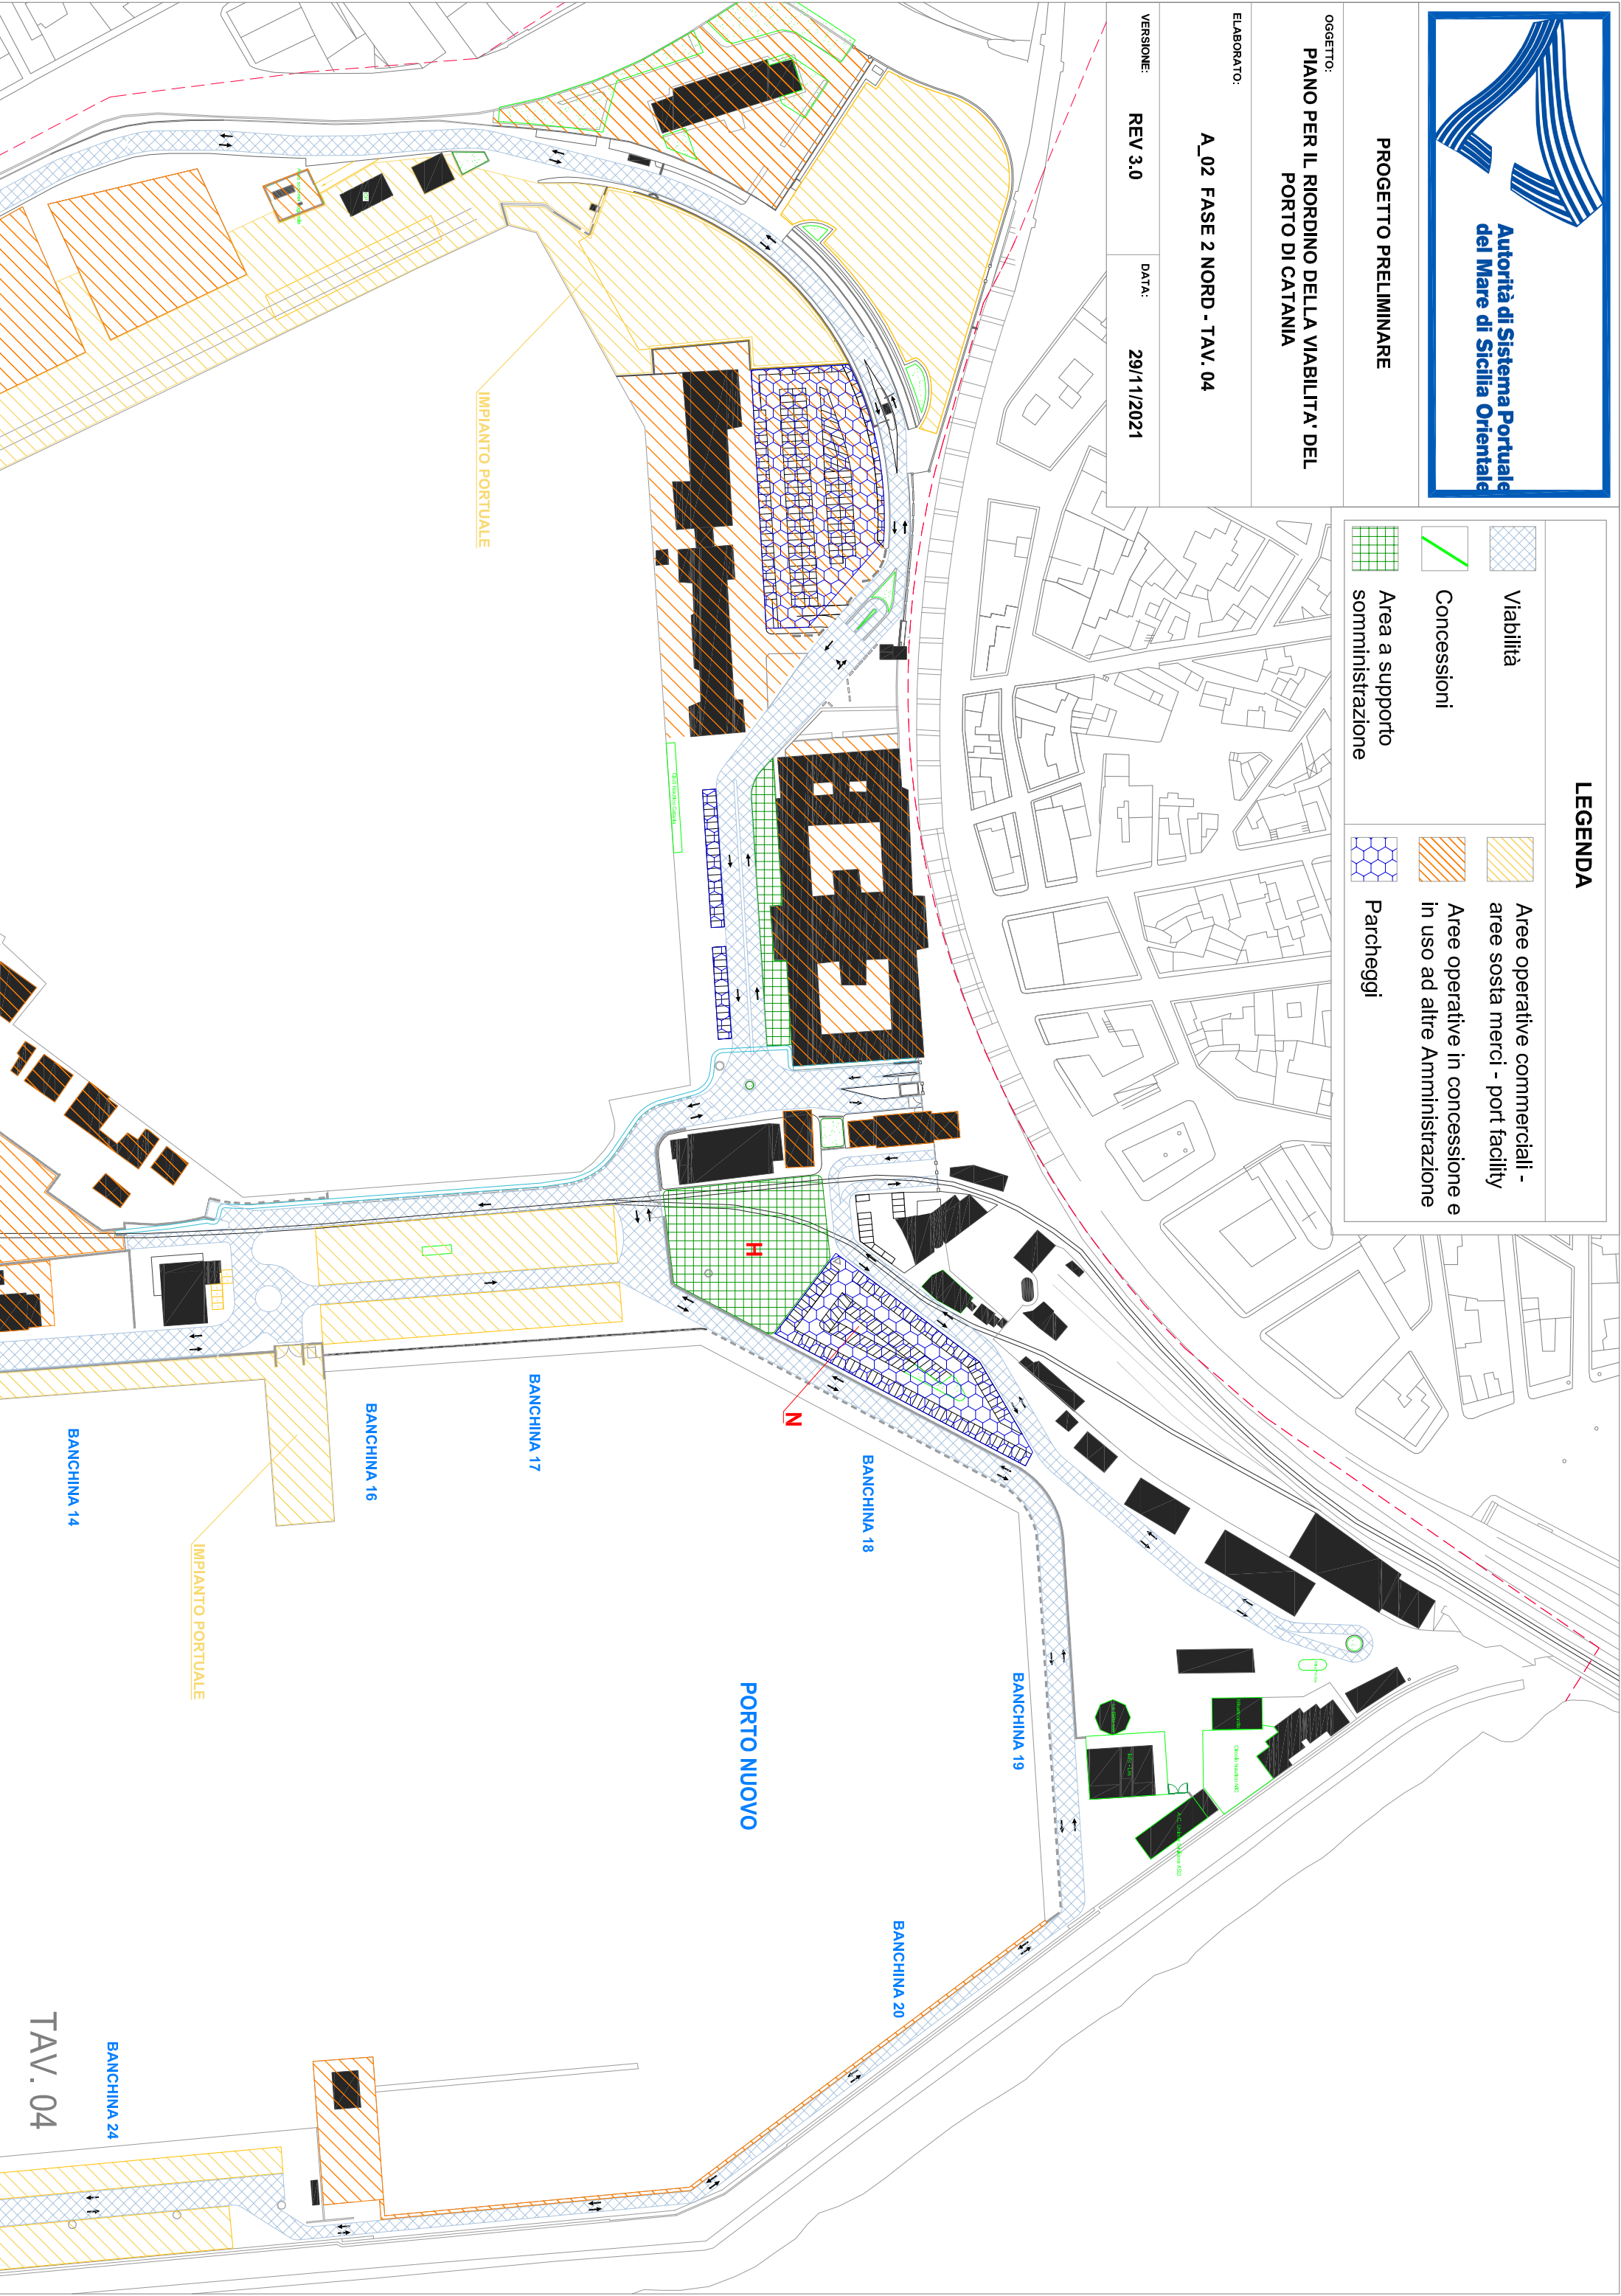 Autorità di Sistema Portuale
del Mare di Sicilia Orientale
PROGETTO PRELIMINARE
OGGETTO:
PIANO PER IL RIORDINO DELLA VIABILITA' DEL
PORTO DI CATANIA
ELABORATO:
A_02 FASE 2 NORD - TAV. 04
VERSIONE:
REV 3.0
DATA:
29/11/2021
LEGENDA
Viabilità
Concessioni
Area a supporto
somministrazione
Aree operative commerciali -
aree sosta merci - port facility
Aree operative in concessione e
in uso ad altre Amministrazione
Parcheggi
IMPIANTO PORTUALE
H
N
BANCHINA 18
BANCHINA 17
BANCHINA 16
BANCHINA 14
IMPIANTO PORTUALE
BANCHINA 19
PORTO NUOVO
BANCHINA 20
BANCHINA 24
TAV. 04